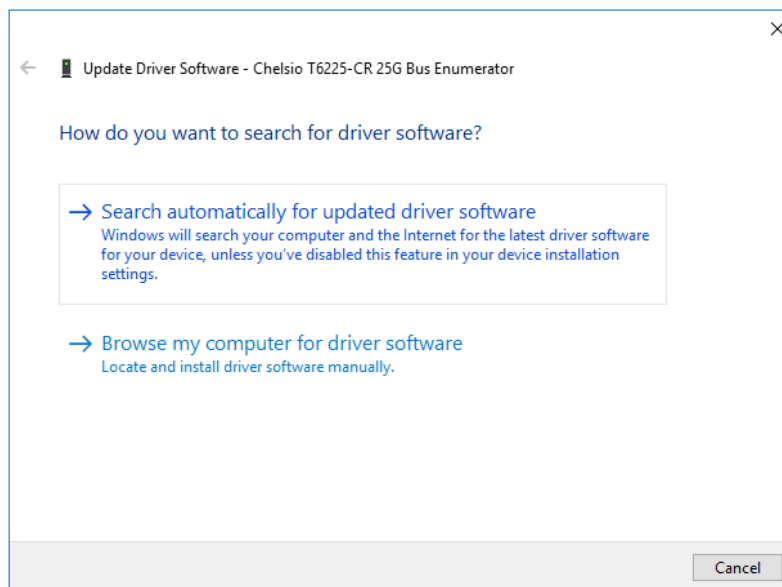 Update Driver Software - Chelsio T6225-CR 25G Bus Enumerator
How do you want to search for driver software?
Search automatically for updated driver software
Windows will search your computer and the Internet for the latest driver software
for your device, unless you've disabled this feature in your device installation
settings.
Browse my computer for driver software
Locate and install driver software manually.
Cancel